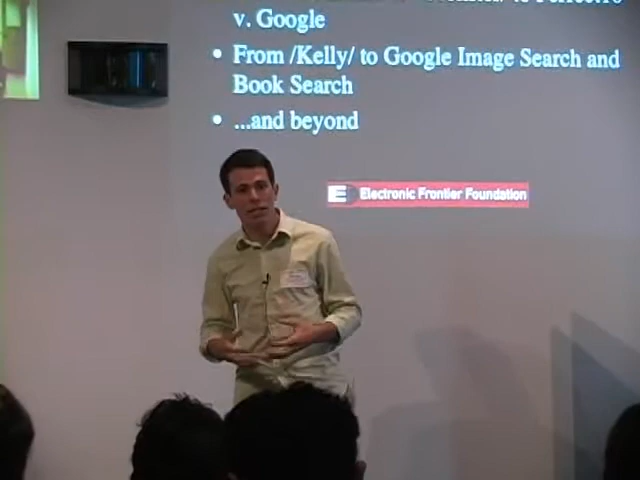 v. Google
• From /Kelly/ to Google Image Search and
Book Search
• ...and beyond
Electronic Frontier Foundation